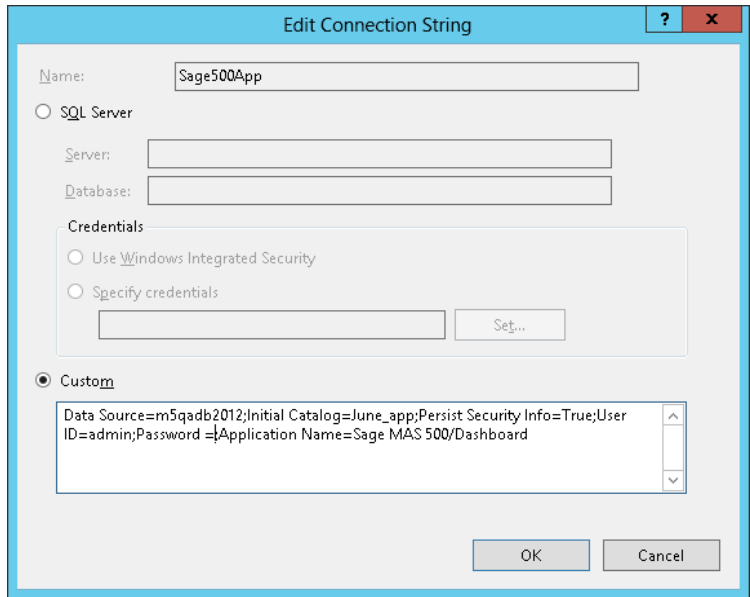 Edit Connection String
? x
Name: Sage500App
SQL Server
Server:
Database:
Credentials
Use Windows Integrated Security
Specify credentials
Set...
Custom
Data Source=m5qadb2012;Initial Catalog=June_app;Persist Security Info=True;User
ID=admin;Password =;Application Name=Sage MAS 500/Dashboard
OK Cancel